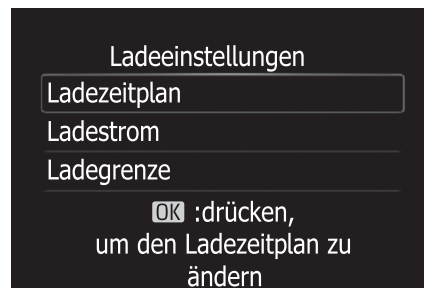 Ladeeinstellungen
Ladezeitplan
Ladestrom
Ladegrenze
OK :drücken,
um den Ladezeitplan zu
ändern